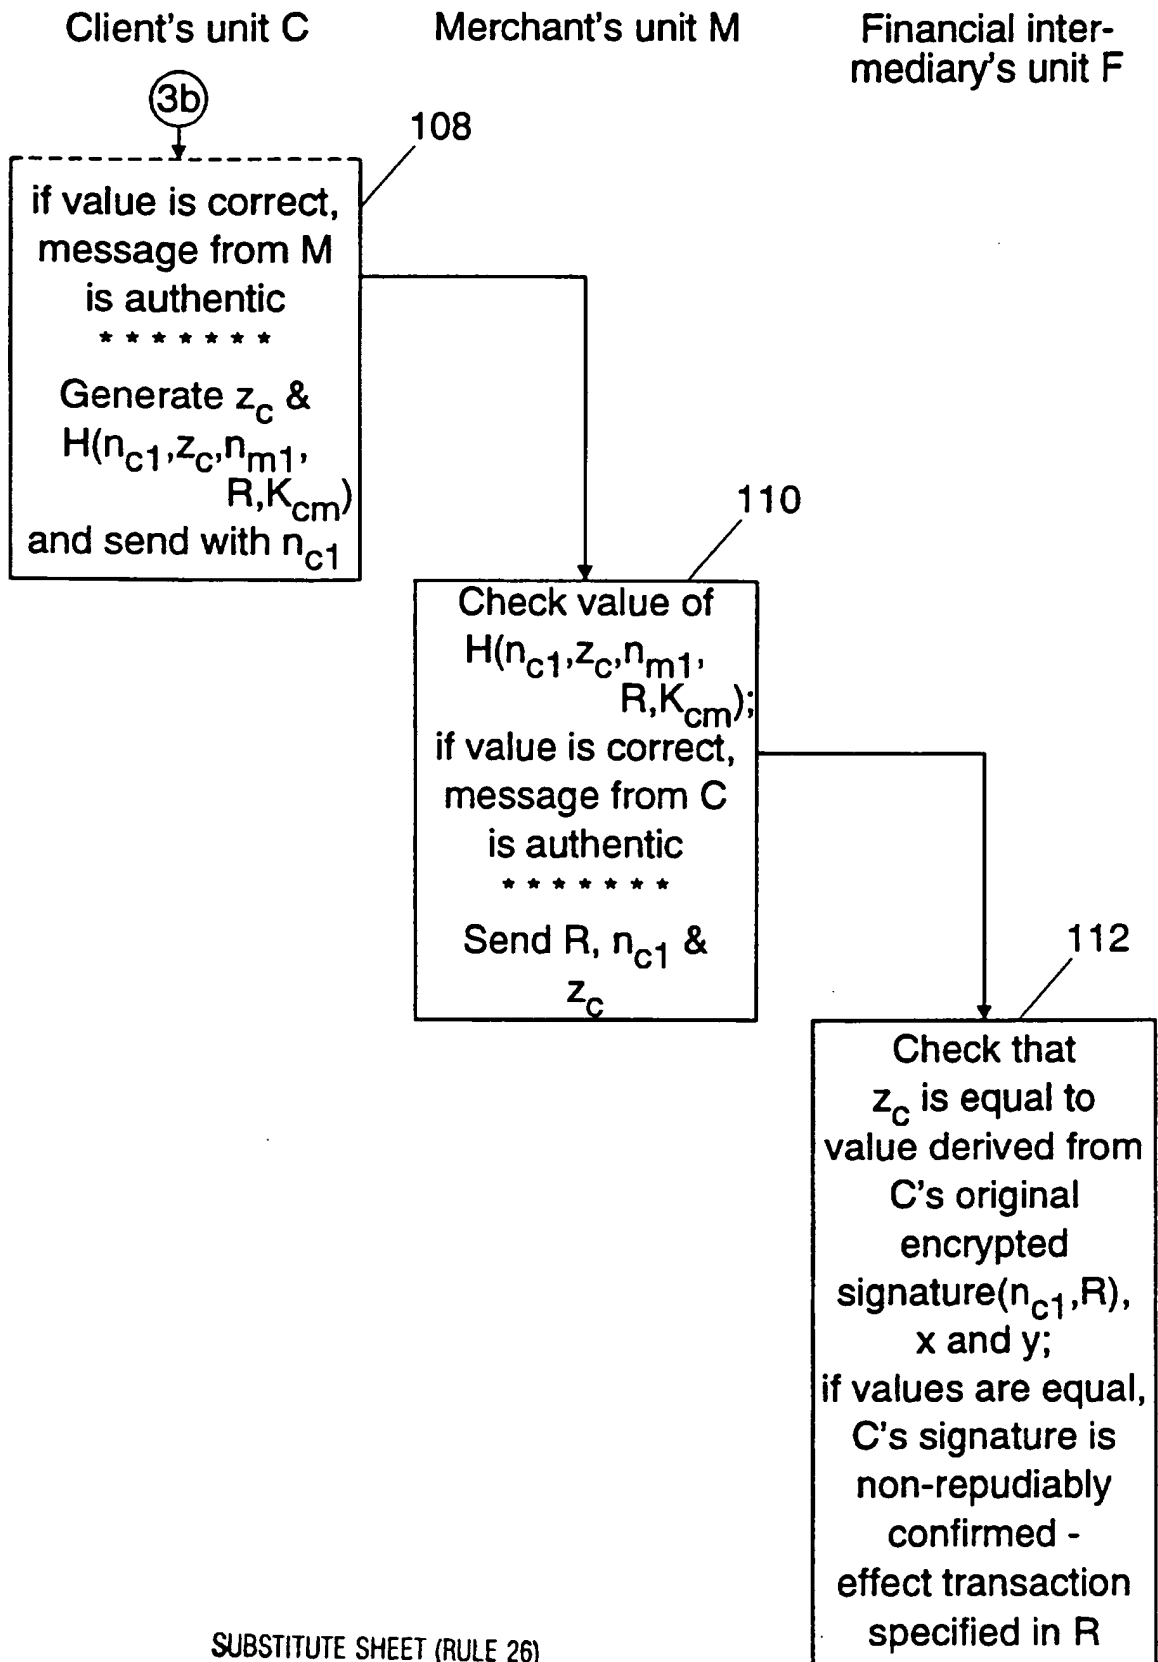 Client's unit C
Merchant's unit M
Financial inter-
mediary's unit F
3b
108
if value is correct,
message from M
is authentic
* * * * * * *
Generate z_c &
H(n_c1,z_c,n_m1,
R,K_cm)
and send with n_c1
110
Check value of
H(n_c1,z_c,n_m1,
R,K_cm);
if value is correct,
message from C
is authentic
* * * * * * *
Send R, n_c1 &
z_c
112
Check that
z_c is equal to
value derived from
C's original
encrypted
signature(n_c1,R),
x and y;
if values are equal,
C's signature is
non-repudiably
confirmed -
effect transaction
specified in R
SUBSTITUTE SHEET (RULE 26)